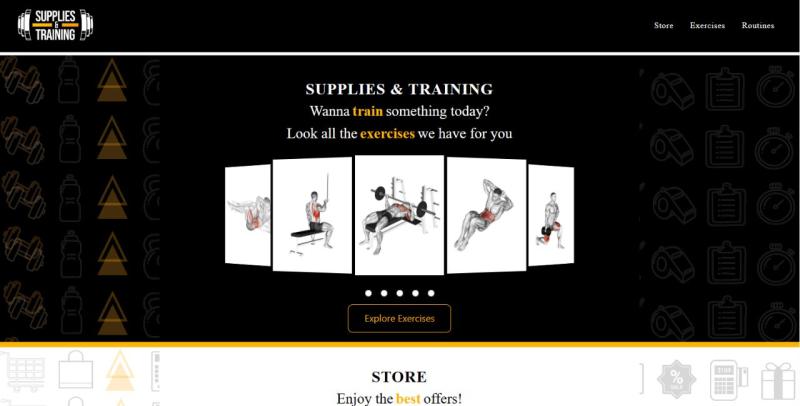 SUPPLIES
&
TRAINING
Store Exercises Routines
SUPPLIES & TRAINING
Wanna train something today?
Look all the exercises we have for you
Explore Exercises
STORE
Enjoy the best offers!